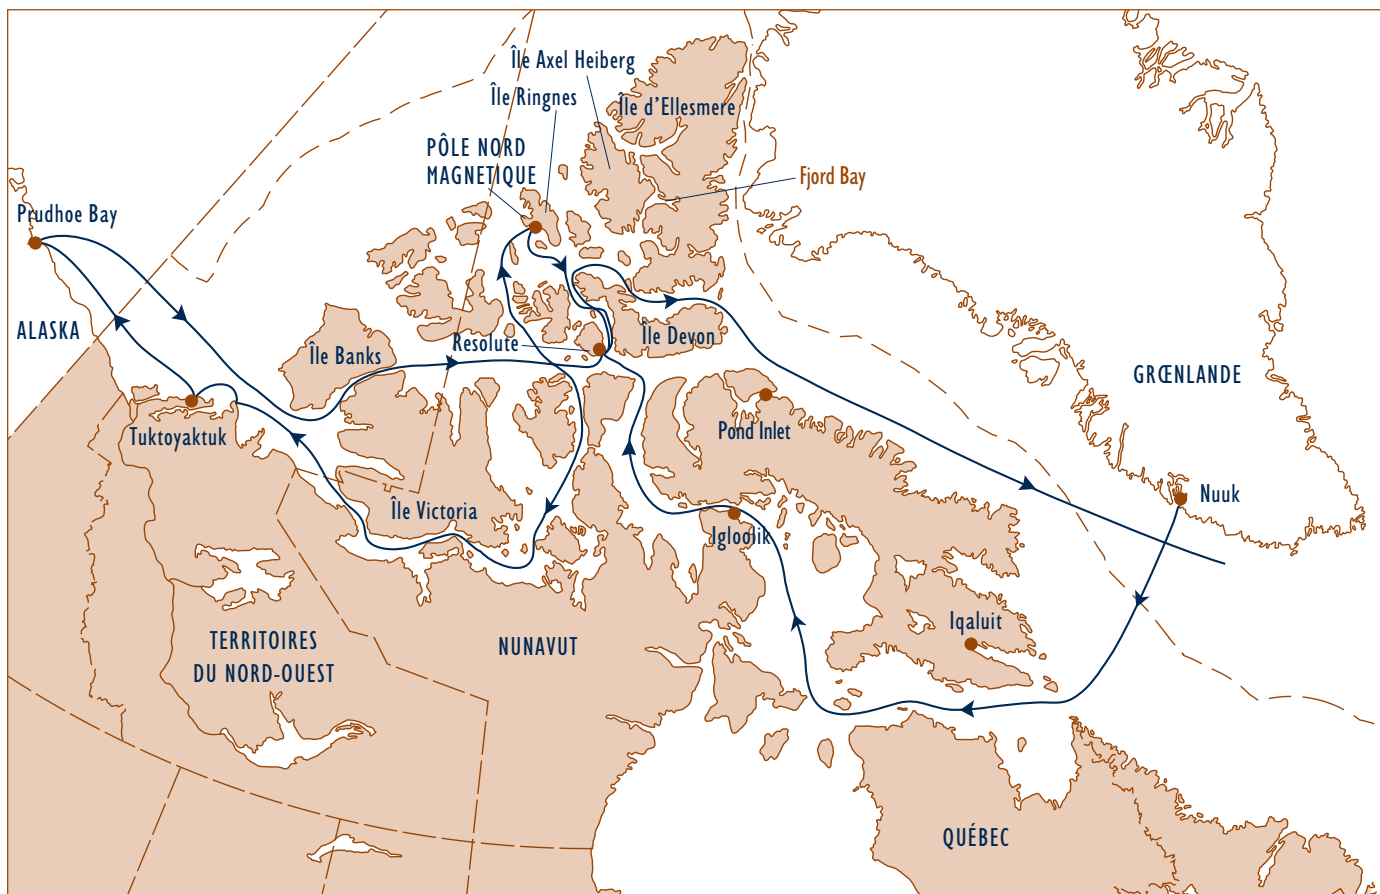 Île Axel Heiberg
Île Ringnes
Île d'Ellesmere
PÔLE NORD
MAGNETIQUE
Fjord Bay
Prudhoe Bay
ALASKA
Île Banks
Resolute
Île Devon
GRŒNLANDE
Tuktoyaktuk
Pond Inlet
Île Victoria
Nuuk
Igloolik
Iqaluit
TERRITOIRES
DU NORD-OUEST
NUNAVUT
QUÉBEC